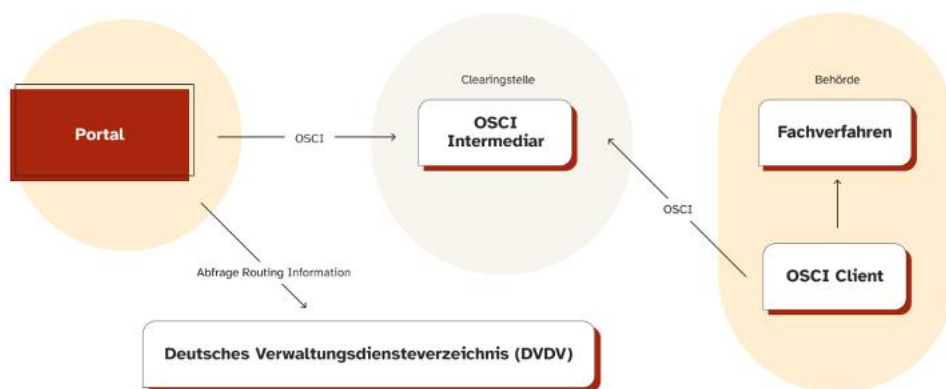 Portal
OSCI
Clearingstelle
OSCI
Intermediar
OSCI
Behörde
Fachverfahren
OSCI Client
Abfrage Routing Information
Deutsches Verwaltungsdiensteverzeichnis (DVDV)